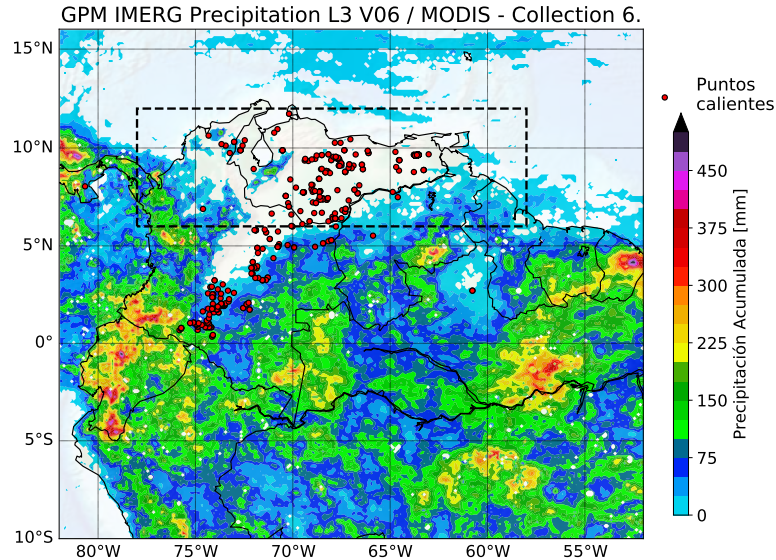 GPM IMERG Precipitation L3 V06 / MODIS - Collection 6.
15°N
10°N
5°N
0°
5°S
10°S
80°W
75°W
70°W
65°W
60°W
55°W
Puntos
calientes
450
375
300
225
150
75
0
Precipitación Acumulada [mm]